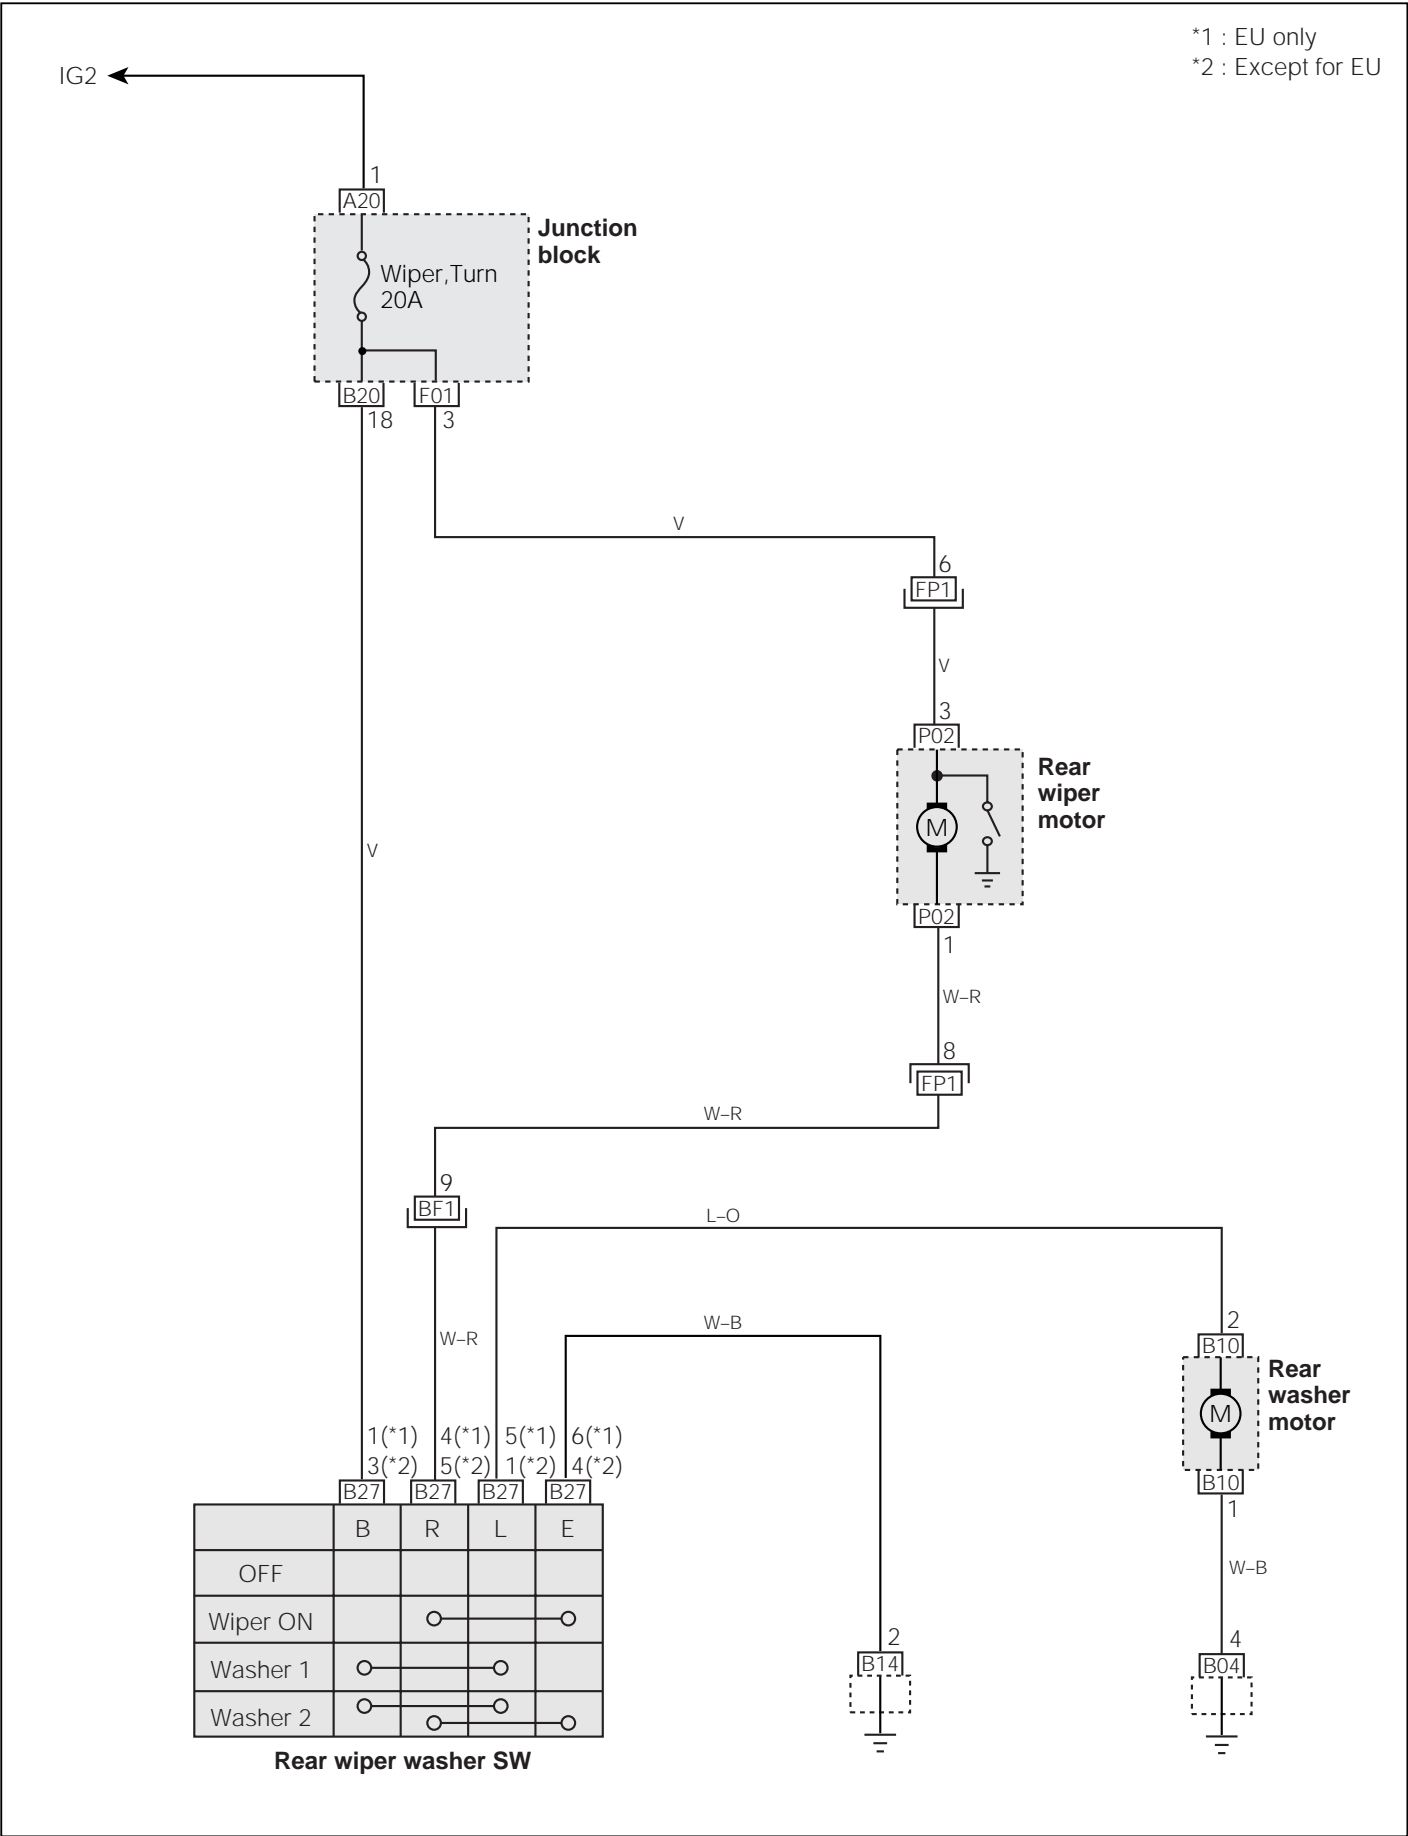 *1 : EU only
*2 : Except for EU
IG2
1
A20
Junction
block
Wiper,Turn
20A
B20
F01
18
3
V
6
FP1
V
3
P02
Rear
wiper
motor
M
V
P02
1
W–R
8
FP1
W–R
9
BF1
L–O
W–B
W–R
2
B10
Rear
washer
motor
M
B10
1
W–B
1(*1) 4(*1) 5(*1) 6(*1)
3(*2) 5(*2) 1(*2) 4(*2)
B27 B27 B27 B27
B R L E
OFF
Wiper ON
Washer 1
Washer 2
Rear wiper washer SW
2
B14
4
B04